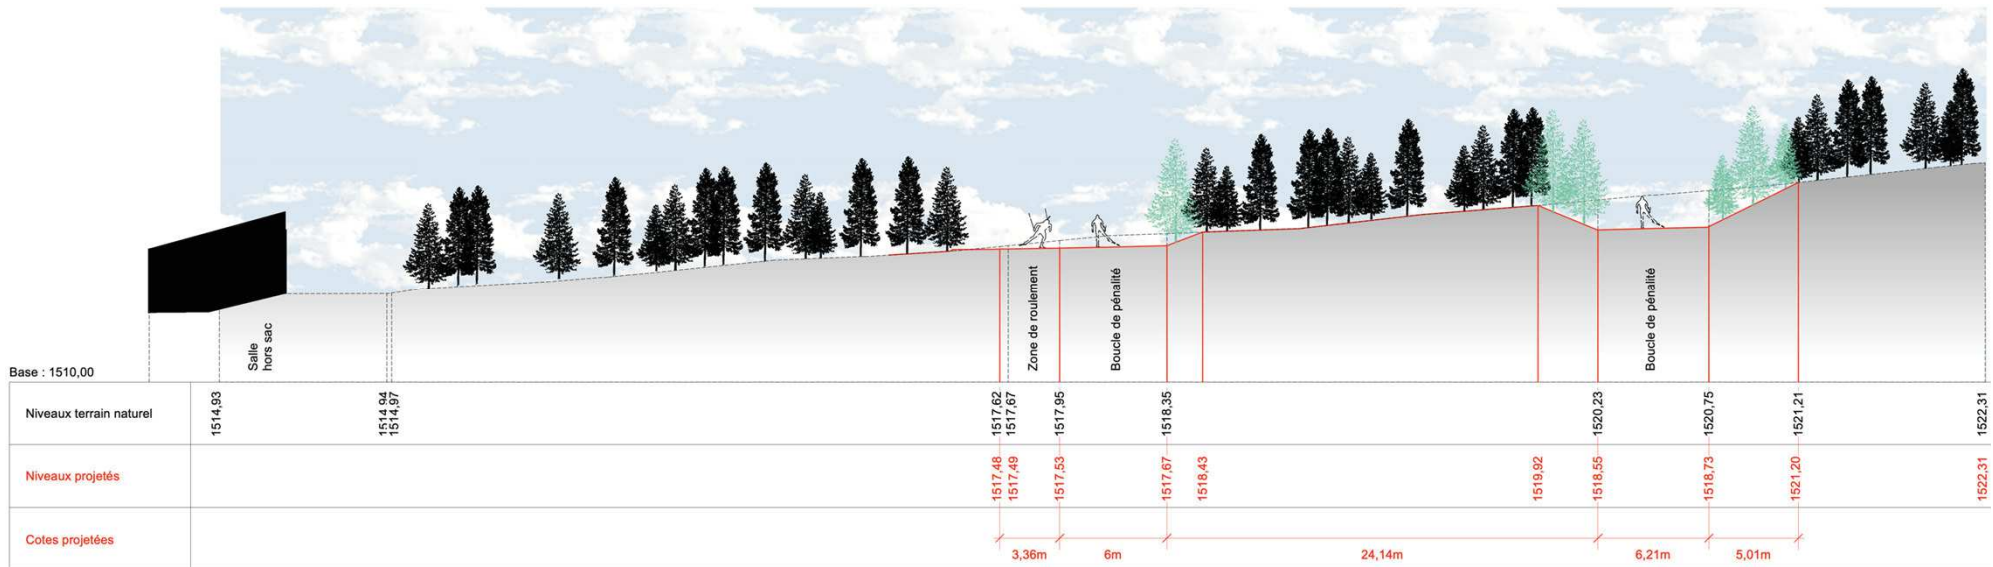 Salle
hors sac
Zone de roulement
Boucle de pénalité
Boucle de pénalité
Base : 1510,00
Niveaux terrain naturel
1514,93
1514,94
1514,97
1517,62
1517,67
1517,95
1518,35
1520,23
1520,75
1521,21
1522,31
Niveaux projetés
1517,48
1517,49
1517,53
1517,67
1518,43
1519,92
1518,55
1518,73
1521,20
1522,31
Cotes projetées
3,36m
6m
24,14m
6,21m
5,01m